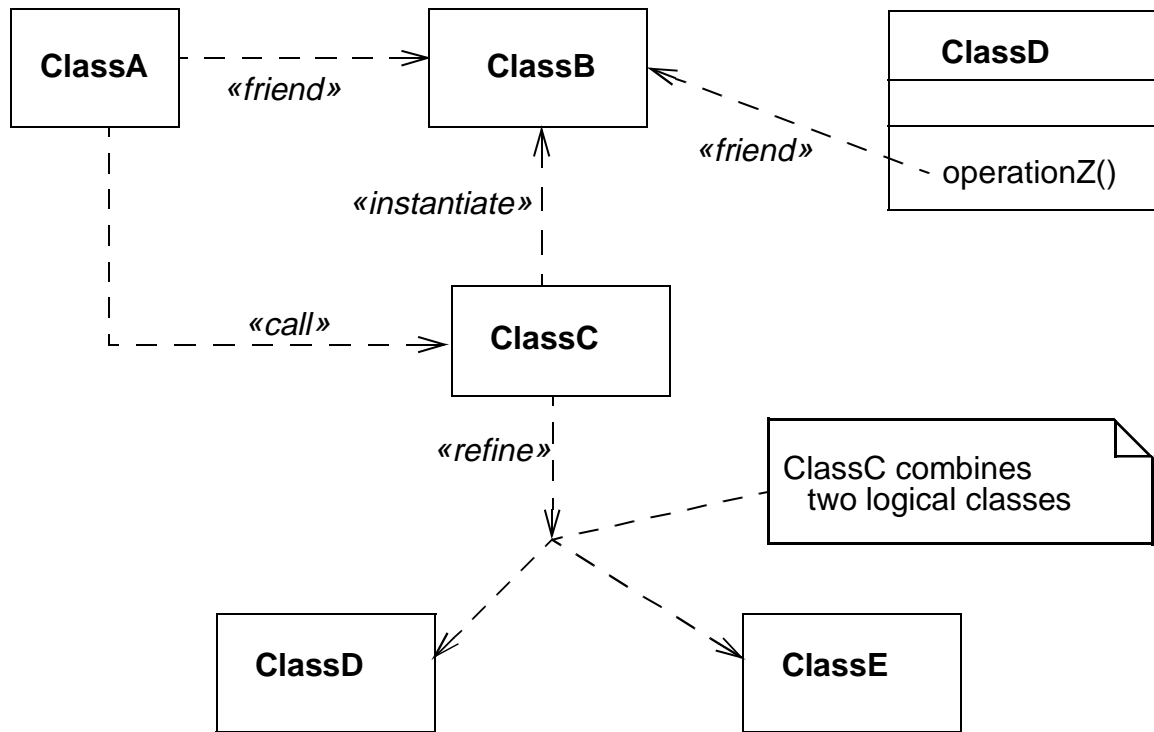 ClassA
ClassB
ClassD
«friend»
«friend»
operationZ()
«instantiate»
«call»
ClassC
«refine»
ClassC combines
two logical classes
ClassD
ClassE